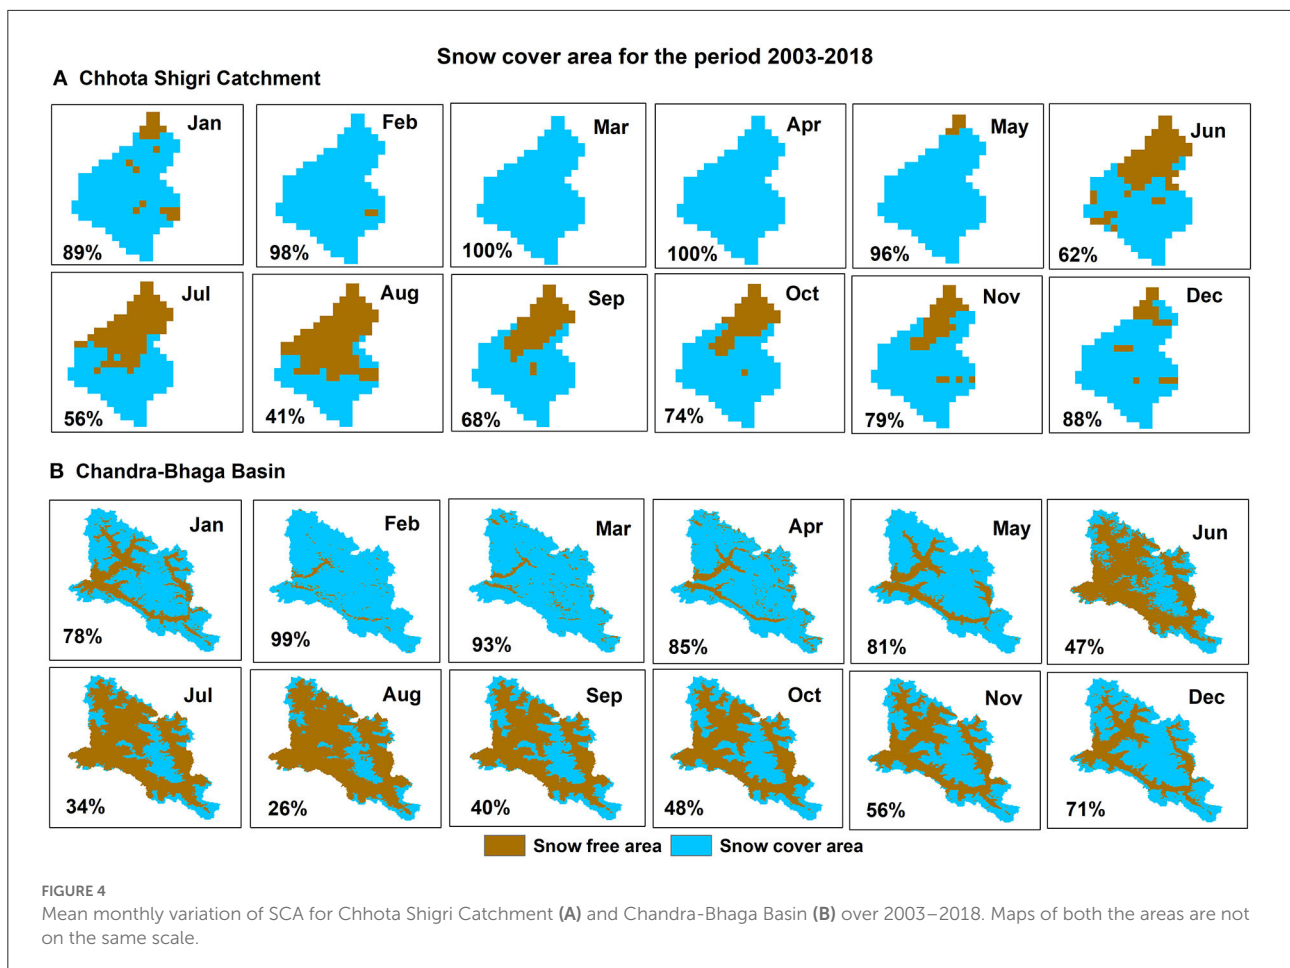 Snow cover area for the period 2003-2018
A Chhota Shigri Catchment
Jan
89%
Feb
98%
Mar
100%
Apr
100%
May
96%
Jun
62%
Jul
56%
Aug
41%
Sep
68%
Oct
74%
Nov
79%
Dec
88%
B Chandra-Bhaga Basin
Jan
78%
Feb
99%
Mar
93%
Apr
85%
May
81%
Jun
47%
Jul
34%
Aug
26%
Sep
40%
Oct
48%
Nov
56%
Dec
71%
Snow free area
Snow cover area
FIGURE 4
Mean monthly variation of SCA for Chhota Shigri Catchment (A) and Chandra-Bhaga Basin (B) over 2003–2018. Maps of both the areas are not
on the same scale.